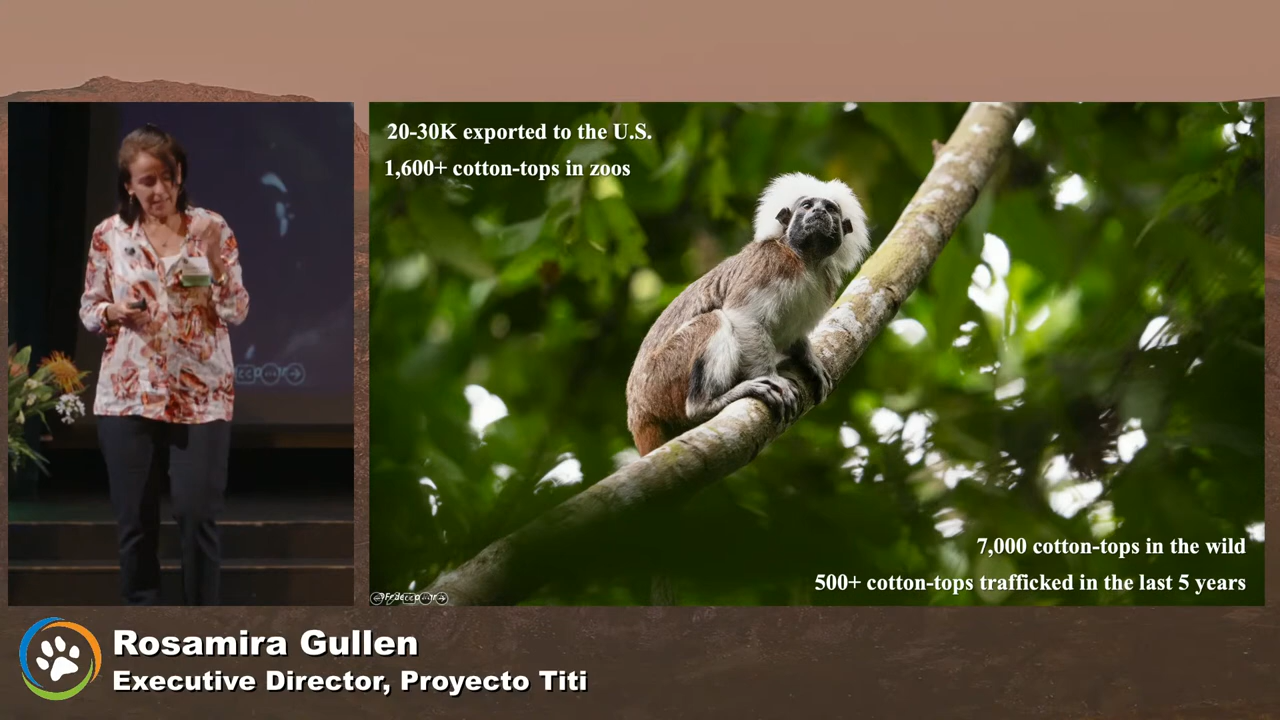 20-30K exported to the U.S.
1,600+ cotton-tops in zoos
7,000 cotton-tops in the wild
500+ cotton-tops trafficked in the last 5 years
Rosamira Gullen
Executive Director, Proyecto Titi